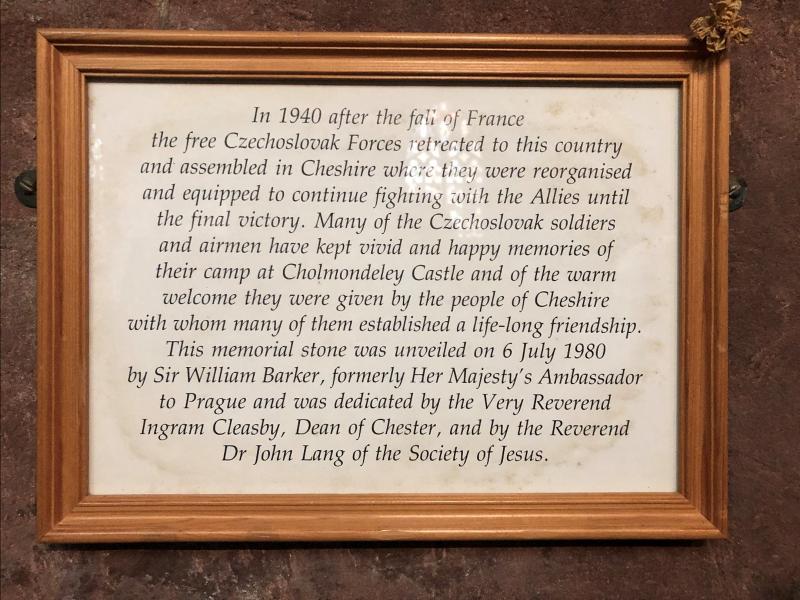 In 1940 after the fall of France
the free Czechoslovak Forces retreated to this country
and assembled in Cheshire where they were reorganised
and equipped to continue fighting with the Allies until
the final victory. Many of the Czechoslovak soldiers
and airmen have kept vivid and happy memories of
their camp at Cholmondeley Castle and of the warm
welcome they were given by the people of Cheshire
with whom many of them established a life-long friendship.
This memorial stone was unveiled on 6 July 1980
by Sir William Barker, formerly Her Majesty's Ambassador
to Prague and was dedicated by the Very Reverend
Ingram Cleasby, Dean of Chester, and by the Reverend
Dr John Lang of the Society of Jesus.